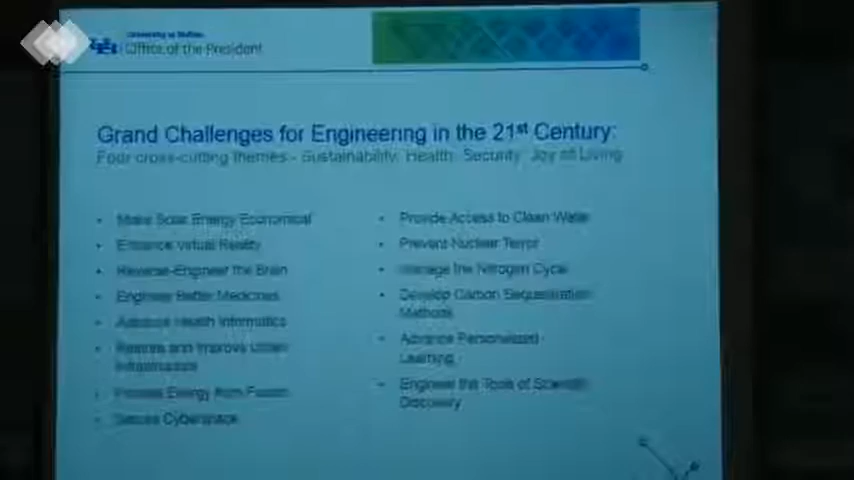 University at Buffalo
Office of the President
Grand Challenges for Engineering in the 21st Century:
Four cross-cutting themes - Sustainability, Health, Security, Joy of Living
• Make Solar Energy Economical
• Enhance Virtual Reality
• Reverse-Engineer the Brain
• Engineer Better Medicines
• Advance Health Informatics
• Restore and Improve Urban
Infrastructure
• Provide Energy from Fusion
• Secure Cyberspace
• Provide Access to Clean Water
• Prevent Nuclear Terror
• Manage the Nitrogen Cycle
• Develop Carbon Sequestration
Methods
• Advance Personalized
Learning
• Engineer the Tools of Scientific
Discovery